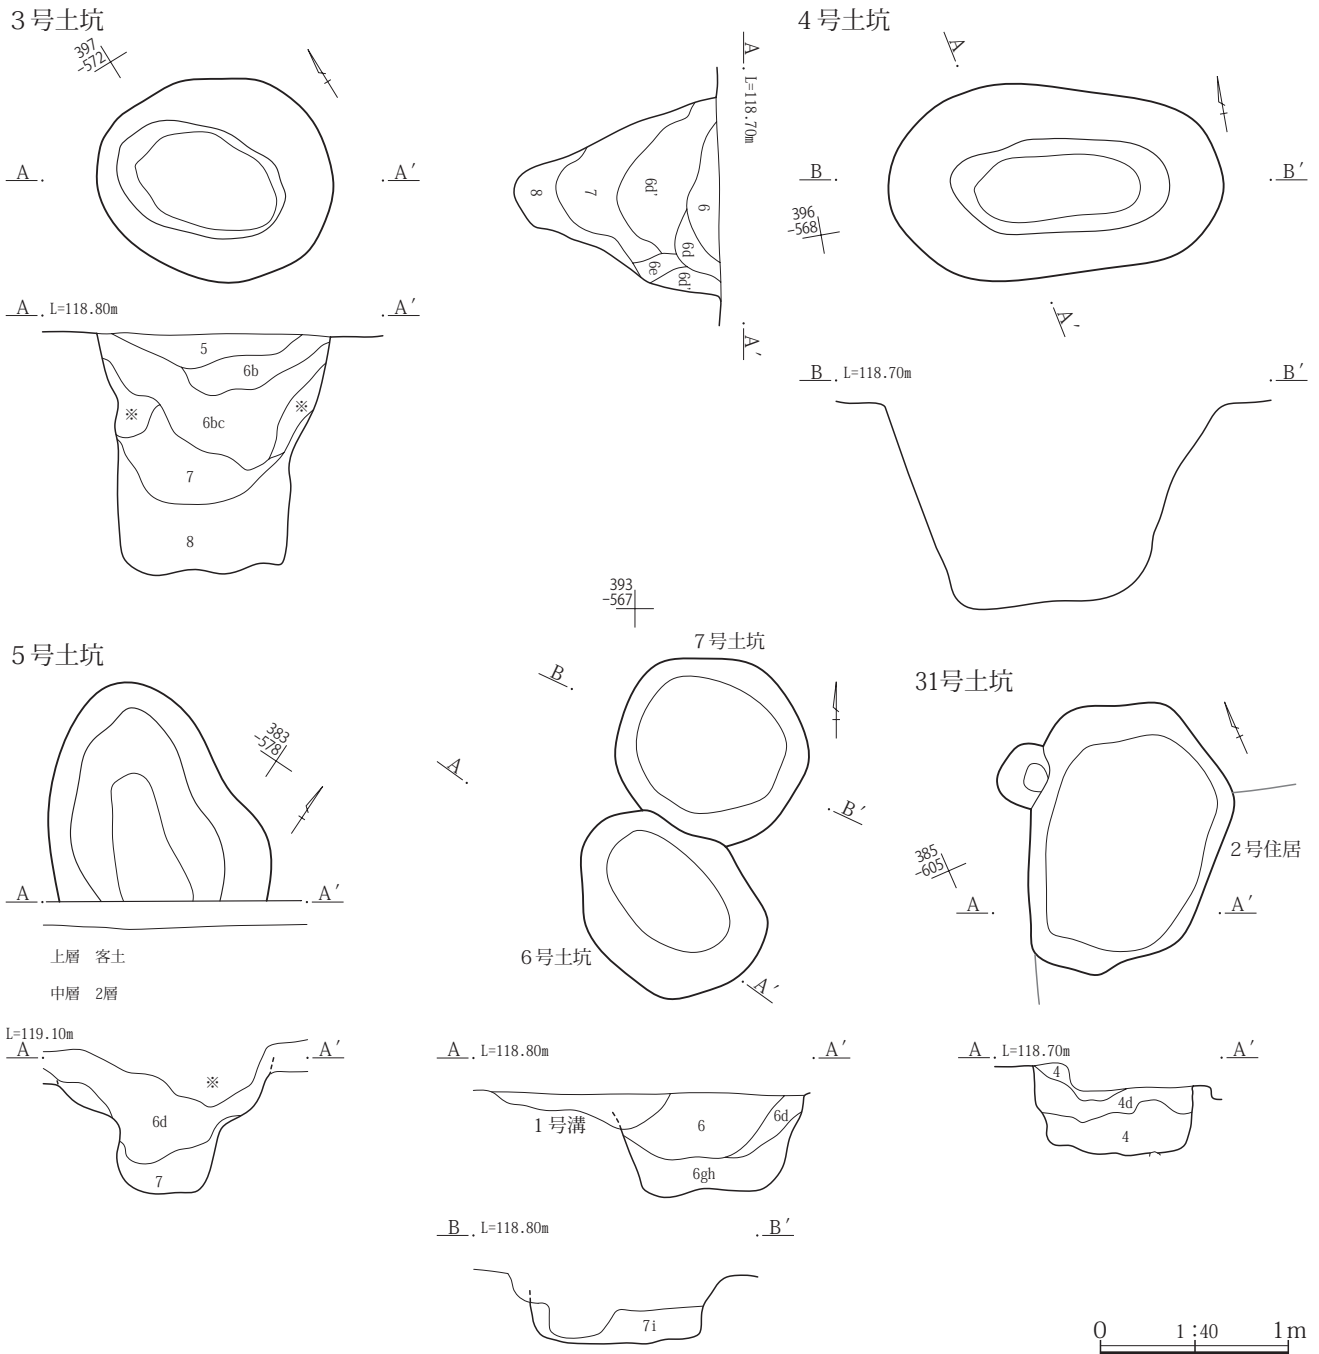 3号土坑
397
-572
A
A′
A L=118.80m
A′
5
6b
※
※
6bc
7
8
A
L=118.70m
8
7
6d'
6
6d
6e
6d'
A′
4号土坑
A
B
B′
396
-568
A′
B L=118.70m
B′
5号土坑
383
-578
A
A′
上層 客土
中層 2層
L=119.10m
A
A′
※
6d
7
393
-567
7号土坑
B
A
B′
6号土坑
A′
A L=118.80m
A′
1号溝
6
6d
6gh
B L=118.80m
B′
7i
31号土坑
385
-605
2号住居
A
A′
A L=118.70m
A′
4
4d
4
0 1:40 1m